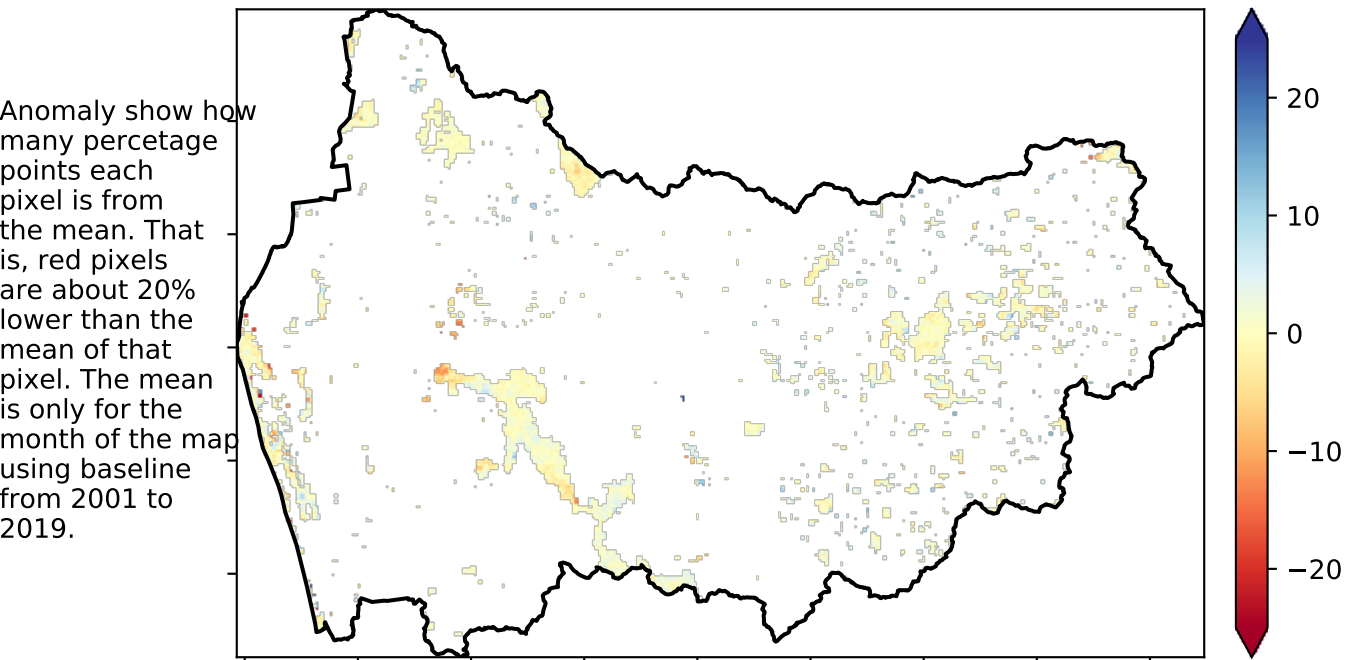 Anomaly show how
many percetage
points each
pixel is from
the mean. That
is, red pixels
are about 20%
lower than the
mean of that
pixel. The mean
is only for the
month of the map
using baseline
from 2001 to
2019.
20
10
0
−10
−20